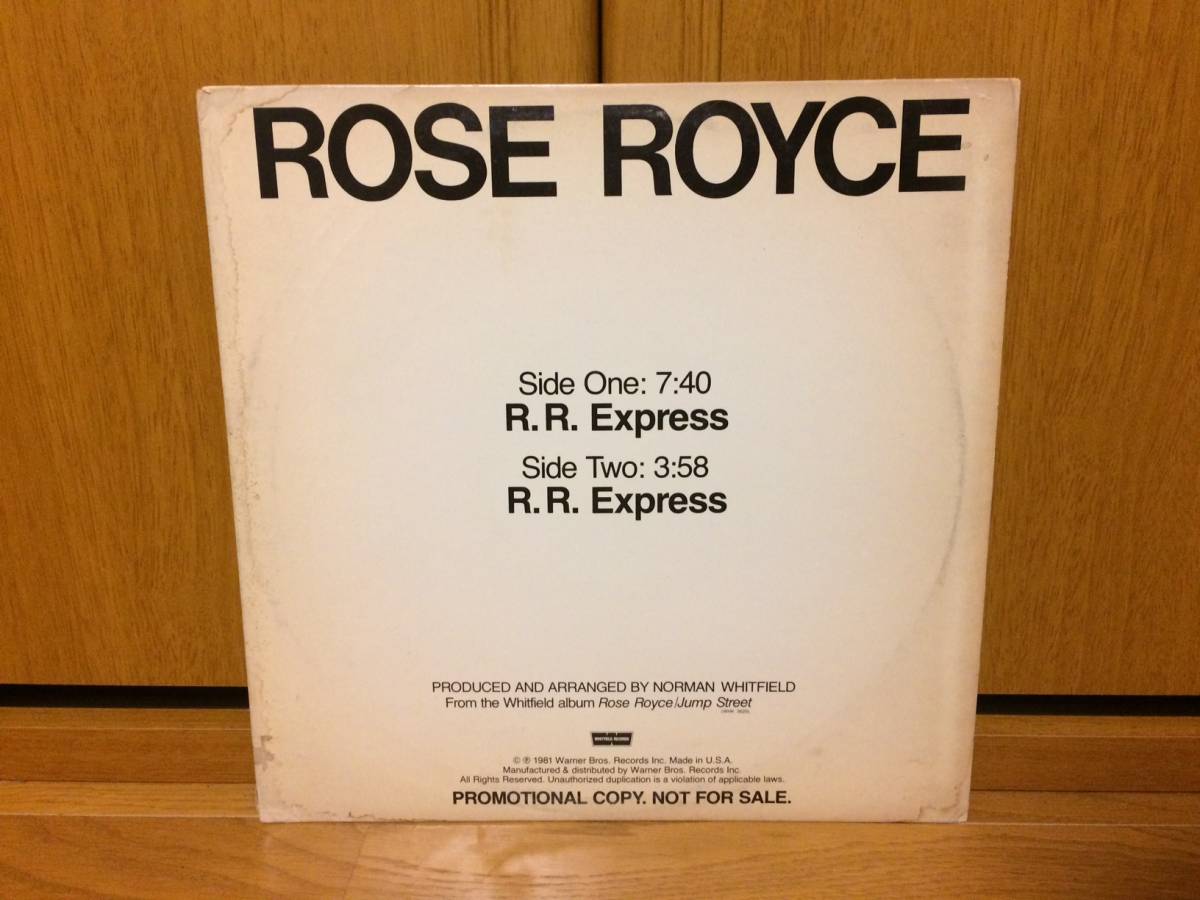 ROSE ROYCE
Side One: 7:40
R.R. Express
Side Two: 3:58
R.R. Express
PRODUCED AND ARRANGED BY NORMAN WHITFIELD
From the Whitfield album Rose Royce/Jump Street
WHITFIELD RECORDS
© ℗ 1981 Warner Bros. Records Inc. Made in U.S.A.
Manufactured & distributed by Warner Bros. Records Inc.
All Rights Reserved. Unauthorized duplication is a violation of applicable laws.
PROMOTIONAL COPY. NOT FOR SALE.